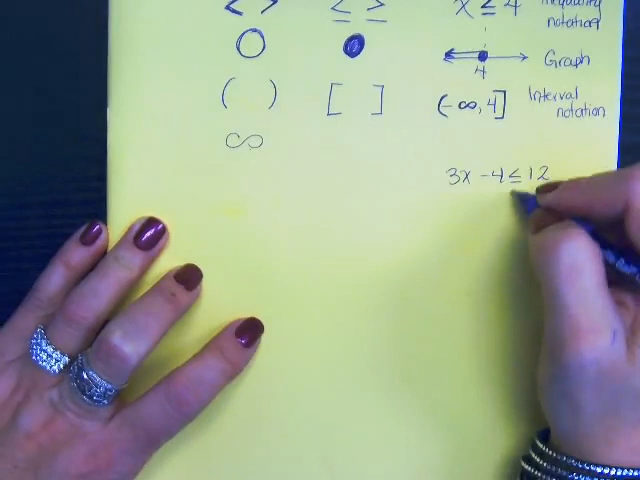 < > ≤ ≥ x ≤ 4 Inequality
notation
Graph
4
( ) [ ] (-∞, 4] Interval
notation
∞
3x - 4 ≤ 12